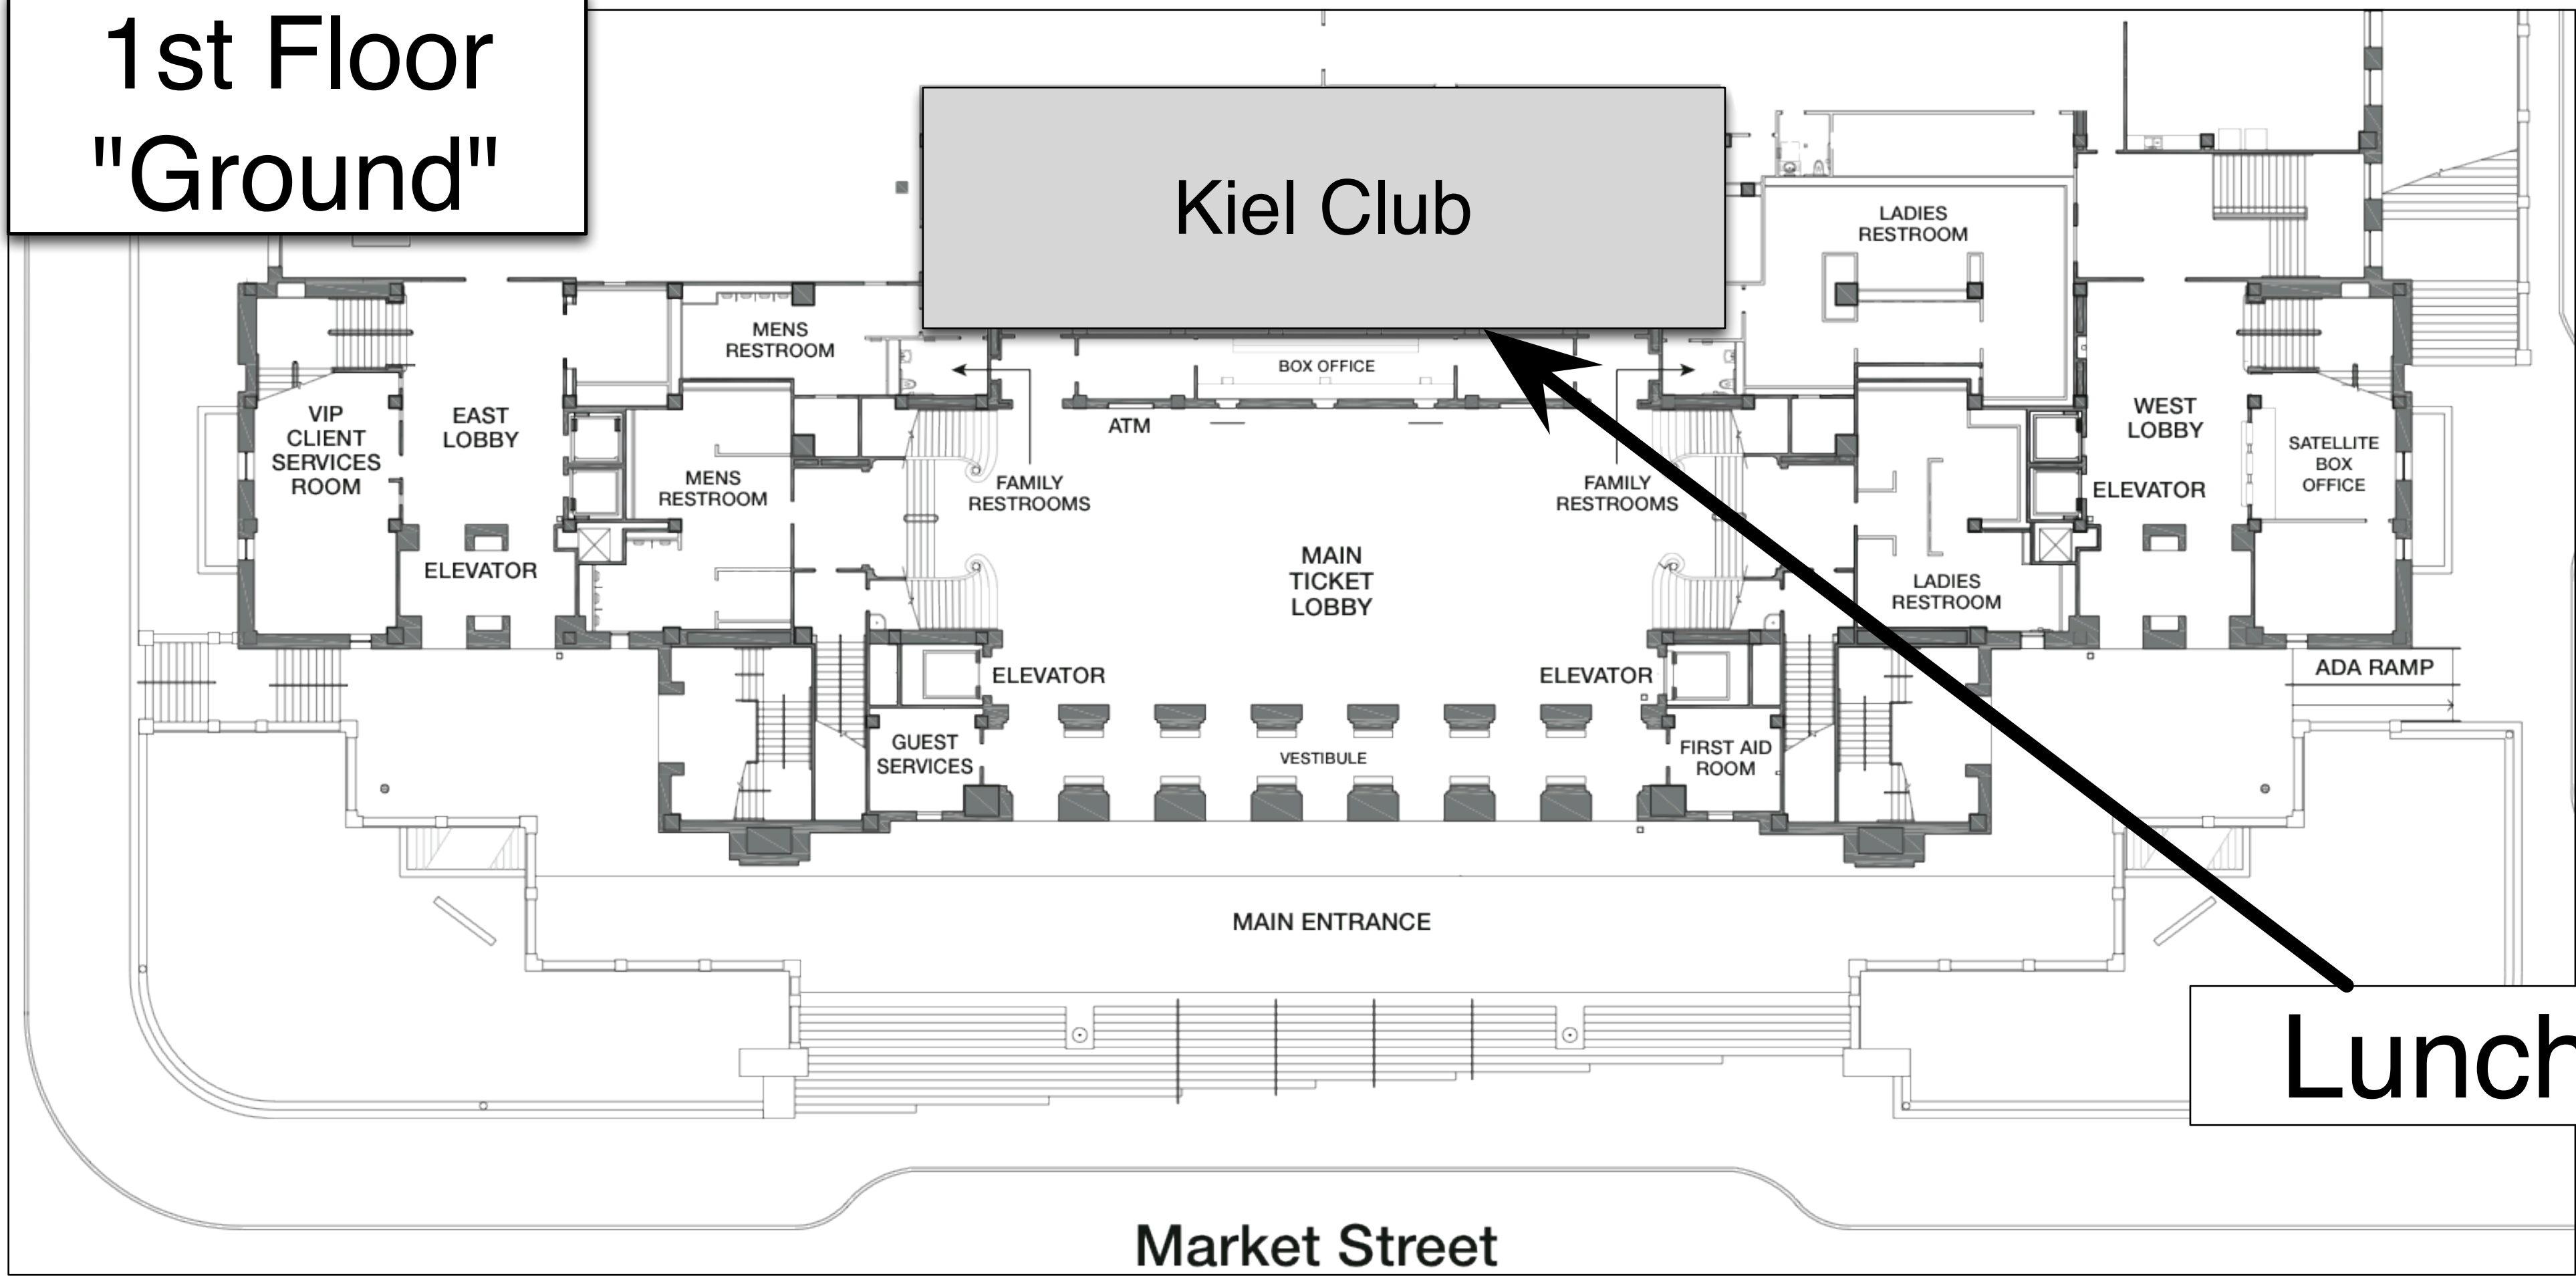 1st Floor
"Ground"
Kiel Club
LADIES
RESTROOM
MENS
RESTROOM
BOX OFFICE
VIP
CLIENT
SERVICES
ROOM
EAST
LOBBY
ATM
WEST
LOBBY
SATELLITE
BOX
OFFICE
MENS
RESTROOM
FAMILY
RESTROOMS
FAMILY
RESTROOMS
ELEVATOR
ELEVATOR
MAIN
TICKET
LOBBY
LADIES
RESTROOM
ELEVATOR
ELEVATOR
ADA RAMP
GUEST
SERVICES
VESTIBULE
FIRST AID
ROOM
MAIN ENTRANCE
Lunch
Market Street